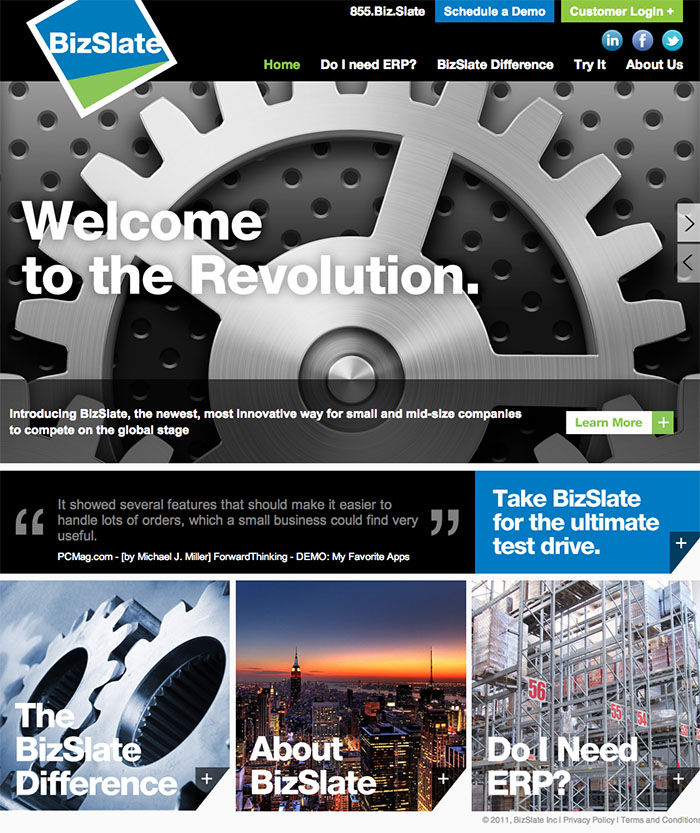 BizSlate
855.Biz.Slate
Schedule a Demo
Customer Login +
in f
Home
Do I need ERP?
BizSlate Difference
Try It
About Us
Welcome
to the Revolution.
Introducing BizSlate, the newest, most innovative way for small and mid-size companies
to compete on the global stage
Learn More +
“ It showed several features that should make it easier to
handle lots of orders, which a small business could find very
useful. ”
PCMag.com - [by Michael J. Miller] ForwardThinking - DEMO: My Favorite Apps
Take BizSlate
for the ultimate
test drive.
+
The
BizSlate
Difference
+
About
BizSlate
+
56
55
54
Do I Need
ERP?
+
© 2011, BizSlate Inc | Privacy Policy | Terms and Conditions